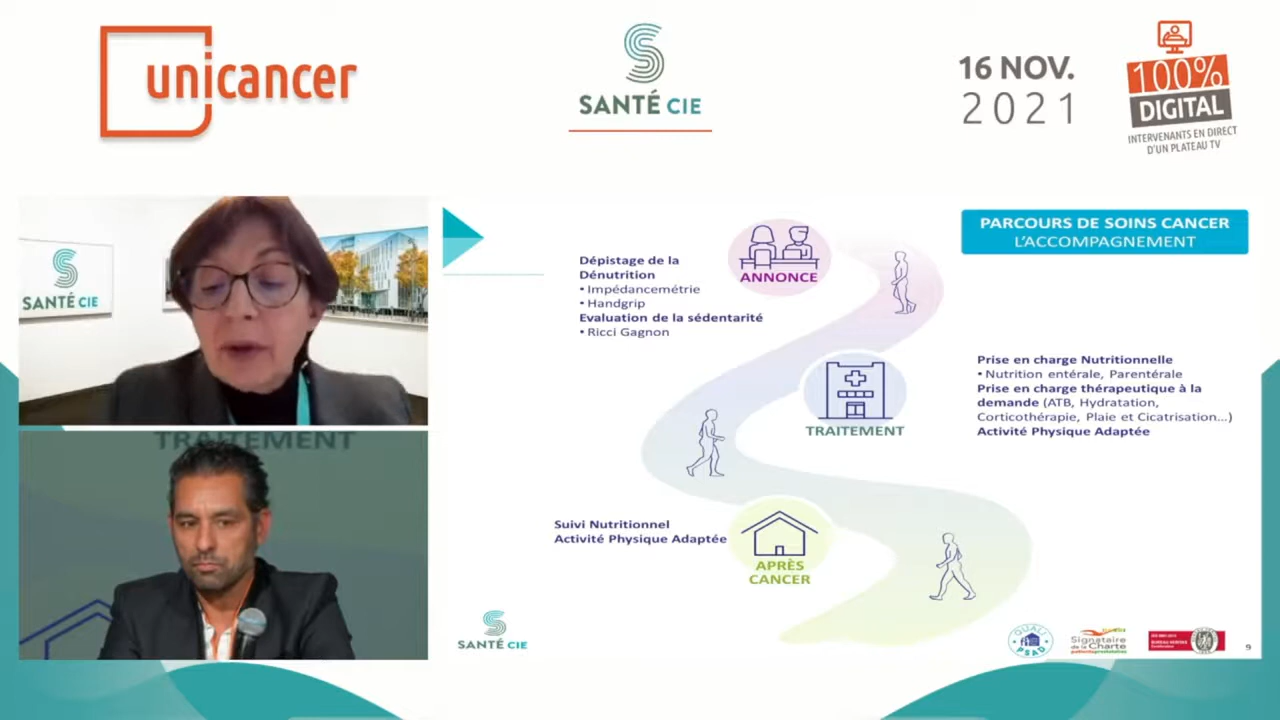 unicancer
SANTÉ CIE
16 NOV.
2021
100%
DIGITAL
INTERVENANTS EN DIRECT
D'UN PLATEAU TV
SANTÉ CIE
TRAITEMENT
PARCOURS DE SOINS CANCER
L'ACCOMPAGNEMENT
Dépistage de la
Dénutrition
• Impédancemétrie
• Handgrip
Evaluation de la sédentarité
• Ricci Gagnon
ANNONCE
Prise en charge Nutritionnelle
• Nutrition entérale, Parentérale
Prise en charge thérapeutique à la
demande (ATB, Hydratation,
Corticothérapie, Plaie et Cicatrisation...)
Activité Physique Adaptée
TRAITEMENT
Suivi Nutritionnel
Activité Physique Adaptée
APRÈS
CANCER
SANTÉ CIE
QUALI
PSAD
Signataire
de la Charte
9